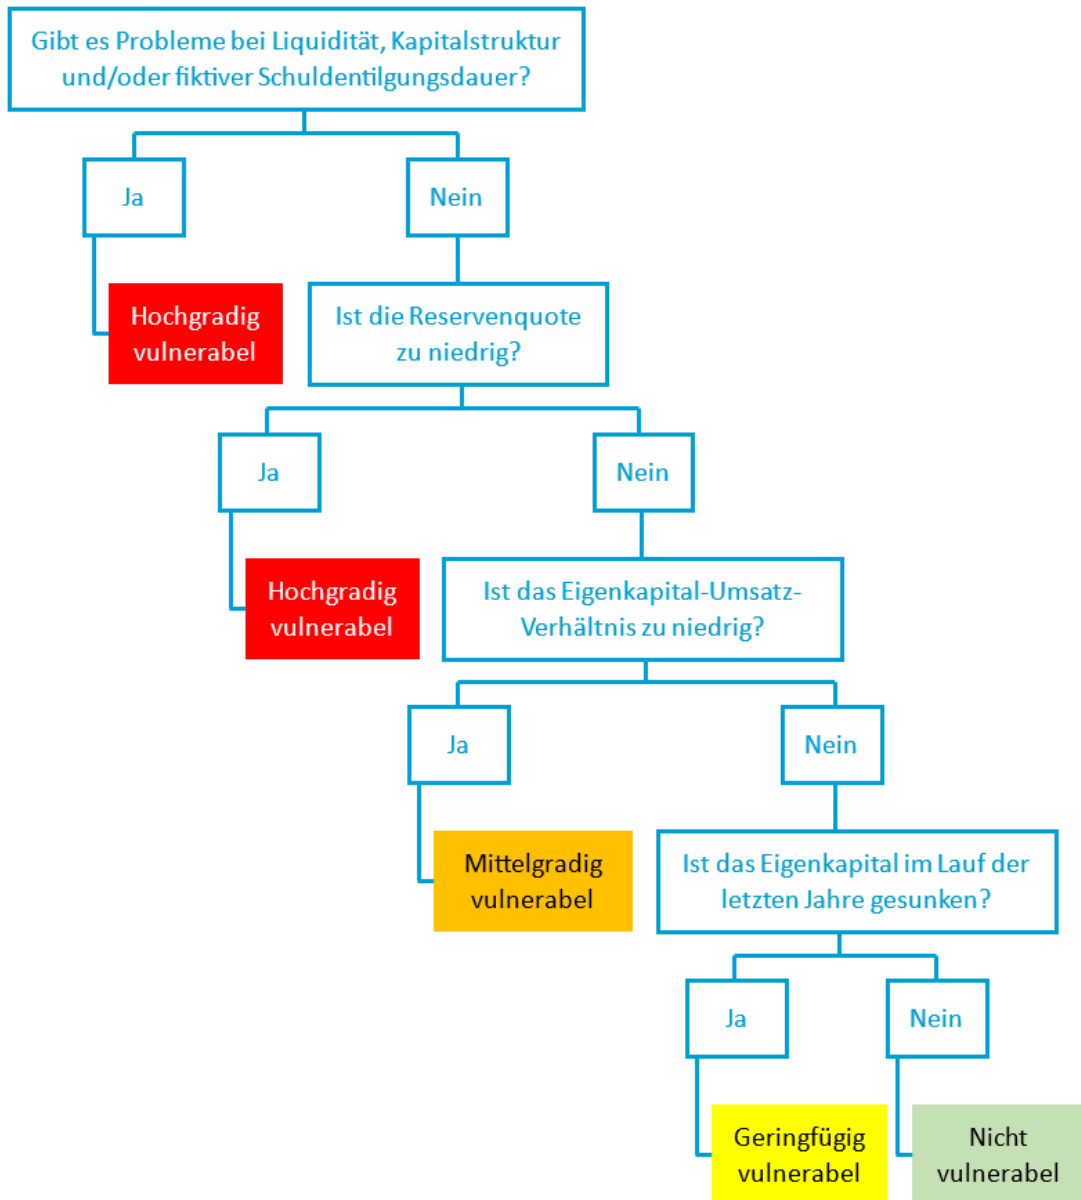 Gibt es Probleme bei Liquidität, Kapitalstruktur
und/oder fiktiver Schuldentilgungsdauer?
Ja
Nein
Hochgradig
vulnerabel
Ist die Reservenquote
zu niedrig?
Ja
Nein
Hochgradig
vulnerabel
Ist das Eigenkapital-Umsatz-
Verhältnis zu niedrig?
Ja
Nein
Mittelgradig
vulnerabel
Ist das Eigenkapital im Lauf der
letzten Jahre gesunken?
Ja
Nein
Geringfügig
vulnerabel
Nicht
vulnerabel